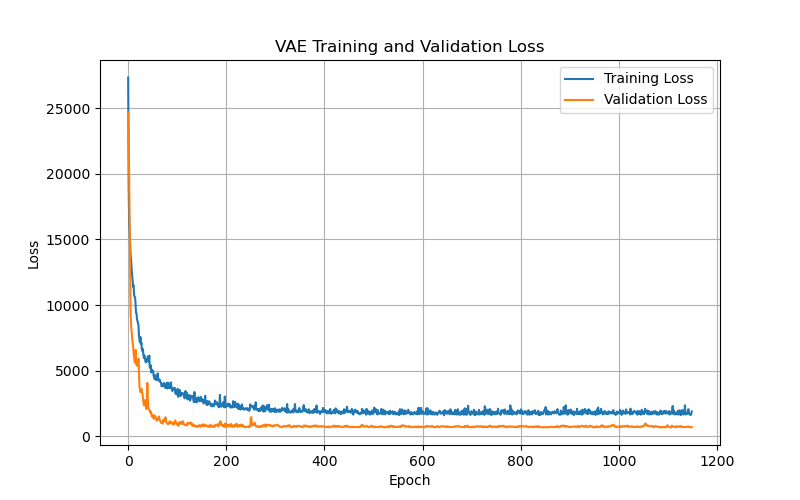 VAE Training and Validation Loss
Training Loss
Validation Loss
25000
20000
15000
10000
5000
0
Loss
0 200 400 600 800 1000 1200
Epoch